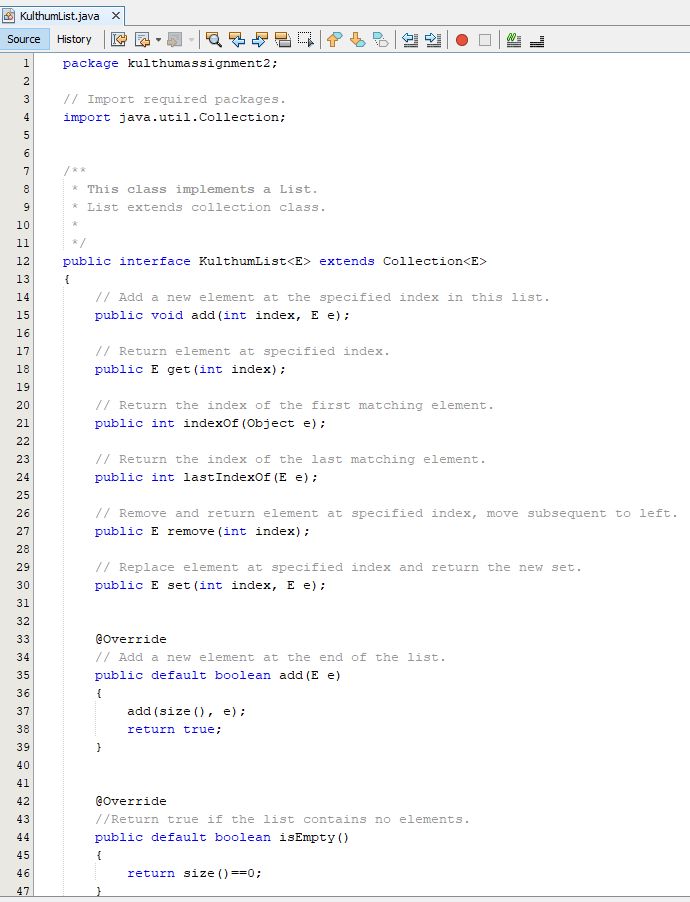 KulthumList.java
Source History
1 package kulthumassignment2;
2
3 // Import required packages.
4 import java.util.Collection;
5
6
7 /**
8 * This class implements a List.
9 * List extends collection class.
10 *
11 */
12 public interface KulthumList<E> extends Collection<E>
13 {
14 // Add a new element at the specified index in this list.
15 public void add(int index, E e);
16
17 // Return element at specified index.
18 public E get(int index);
19
20 // Return the index of the first matching element.
21 public int indexOf(Object e);
22
23 // Return the index of the last matching element.
24 public int lastIndexOf(E e);
25
26 // Remove and return element at specified index, move subsequent to left.
27 public E remove(int index);
28
29 // Replace element at specified index and return the new set.
30 public E set(int index, E e);
31
32
33 @Override
34 // Add a new element at the end of the list.
35 public default boolean add(E e)
36 {
37 add(size(), e);
38 return true;
39 }
40
41
42 @Override
43 //Return true if the list contains no elements.
44 public default boolean isEmpty()
45 {
46 return size()==0;
47 }